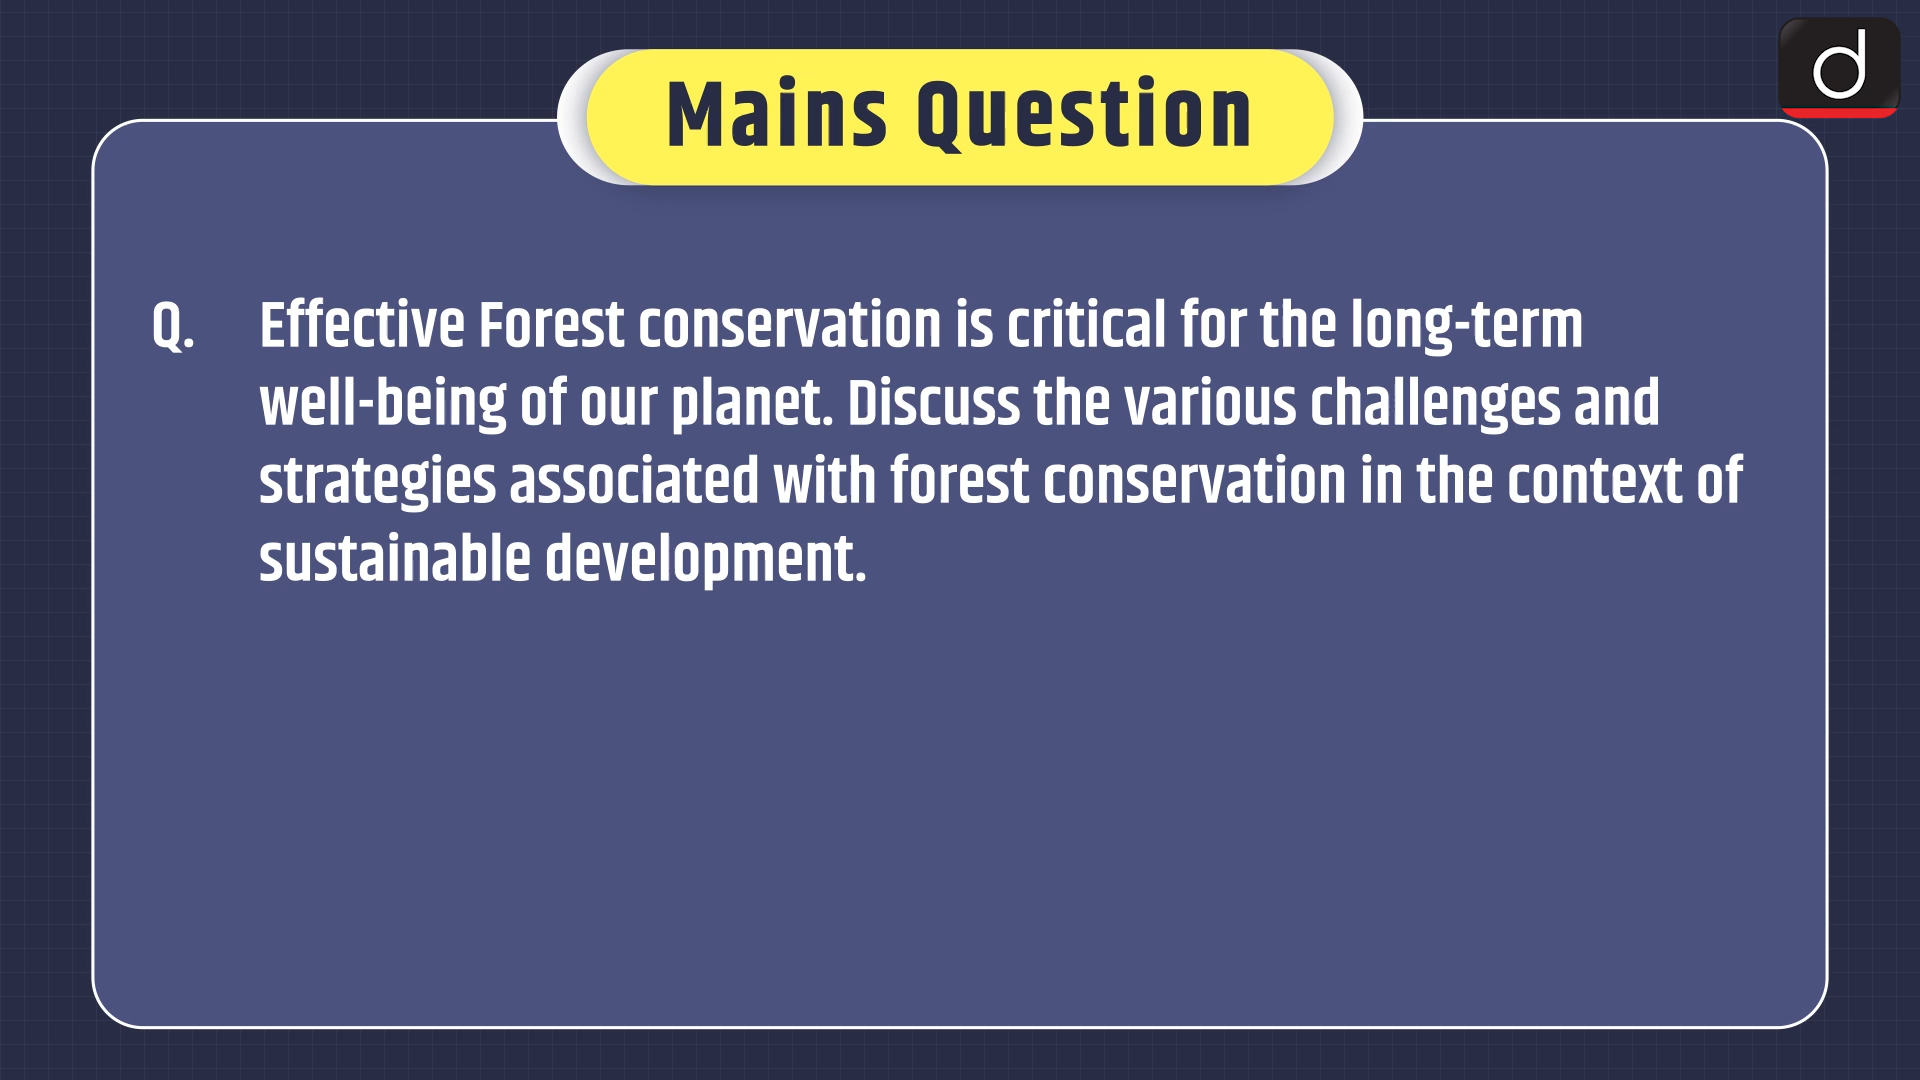 Mains Question
Q. Effective Forest conservation is critical for the long-term
well-being of our planet. Discuss the various challenges and
strategies associated with forest conservation in the context of
sustainable development.
d